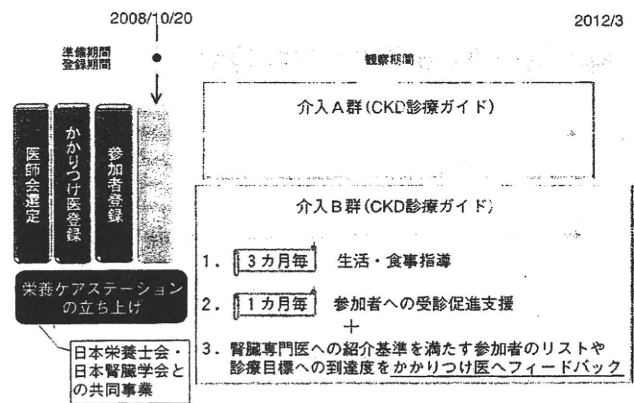 2008/10/20
2012/3
準備期間
登録期間
観察期間
医師会選定
かかりつけ医登録
参加者登録
介入A群(CKD診療ガイド)
介入B群(CKD診療ガイド)
1. 3カ月毎 生活・食事指導
2. 1カ月毎 参加者への受診促進支援
+
3. 腎臓専門医への紹介基準を満たす参加者のリストや
診療目標への到達度をかかりつけ医へフィードバック
栄養ケアステーション
の立ち上げ
日本栄養士会・
日本腎臓学会と
の共同事業